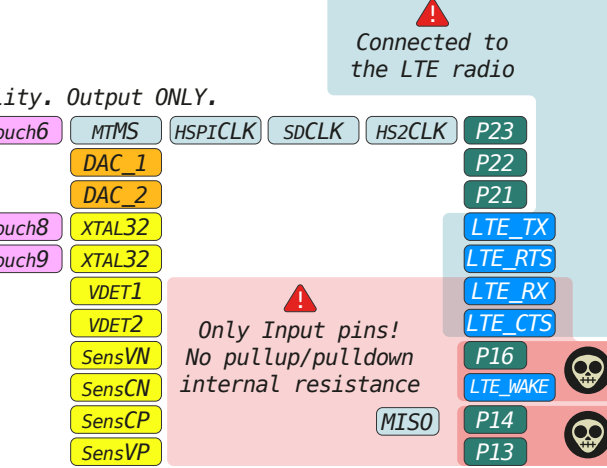 Connected to
the LTE radio
lity. Output ONLY.
ouch6 MTMS HSPICLK SDCLK HS2CLK P23
DAC_1 P22
DAC_2 P21
ouch8 XTAL32 LTE_TX
ouch9 XTAL32 LTE_RTS
VDET1 LTE_RX
VDET2 LTE_CTS
Only Input pins!
No pullup/pulldown
internal resistance
SensVN P16
SensCN LTE_WAKE
SensCP MISO P14
SensVP P13